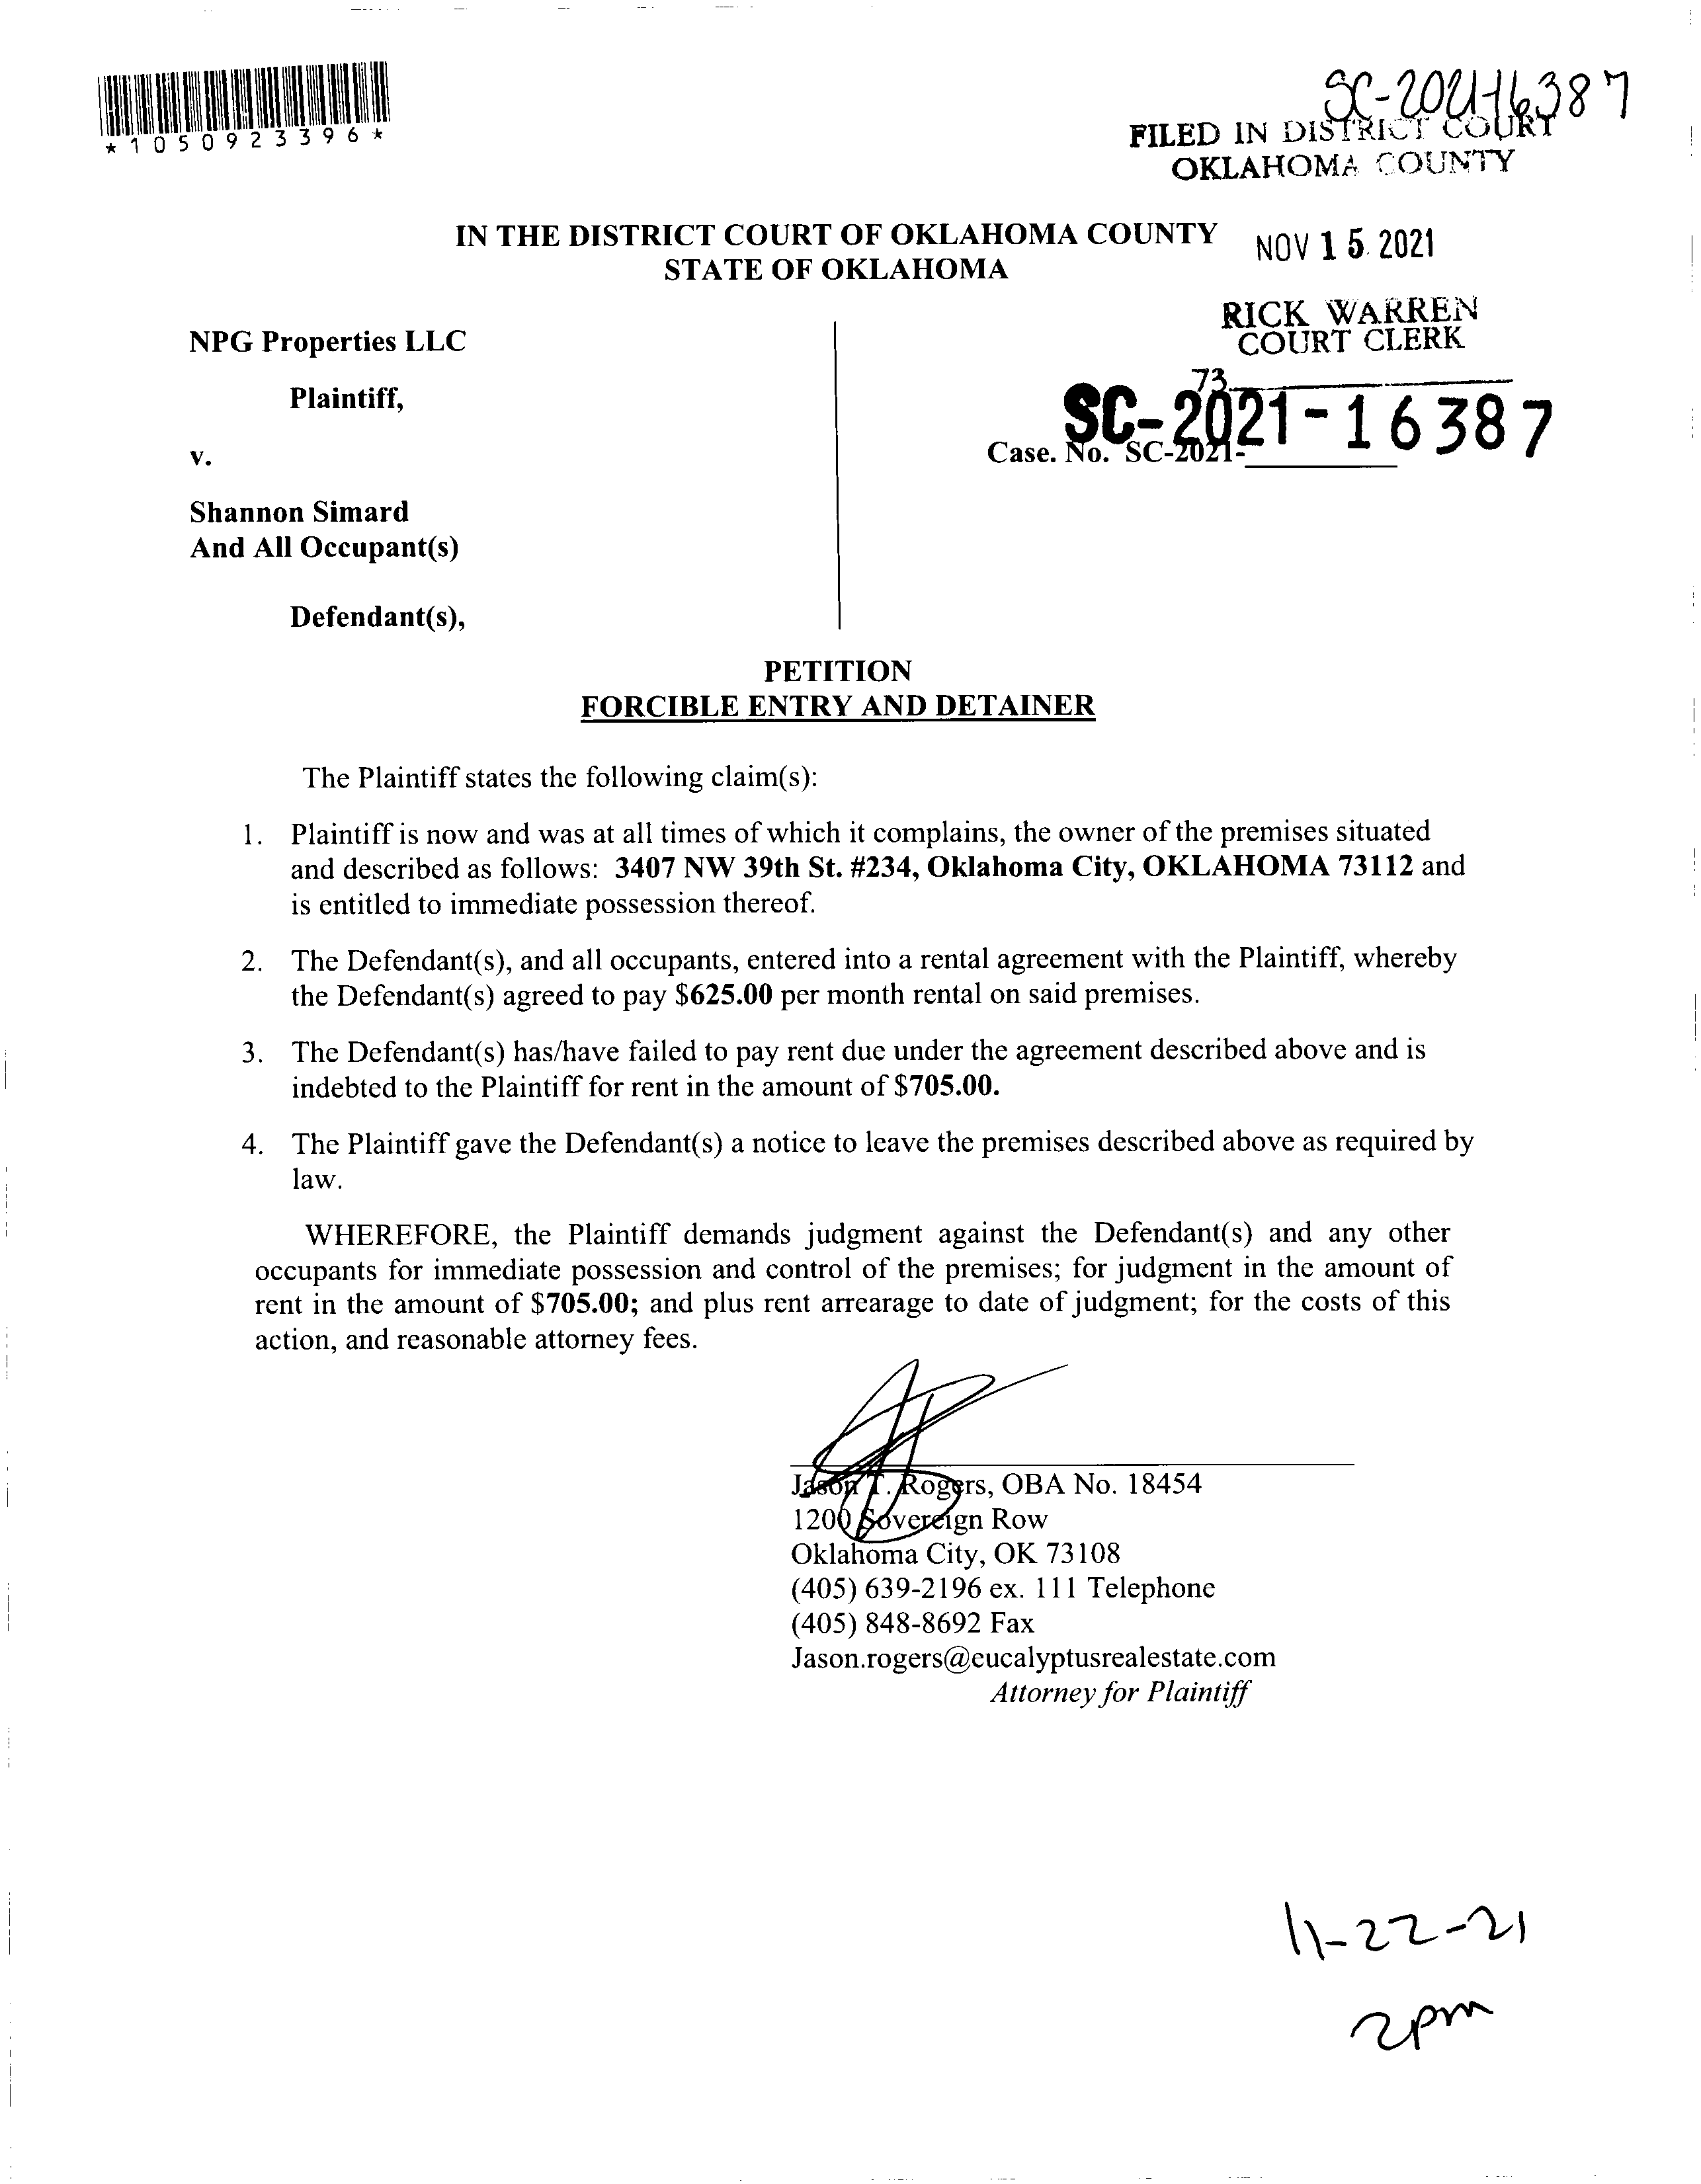 SC-2021-16387
*1050923396*
FILED IN DISTRICT COURT
OKLAHOMA COUNTY
IN THE DISTRICT COURT OF OKLAHOMA COUNTY
STATE OF OKLAHOMA
NOV 15 2021
RICK WARREN
COURT CLERK
73
NPG Properties LLC
Plaintiff,
SC-2021-16387
Case. No. SC-2021-
v.
Shannon Simard
And All Occupant(s)
Defendant(s),
PETITION
FORCIBLE ENTRY AND DETAINER
The Plaintiff states the following claim(s):
1. Plaintiff is now and was at all times of which it complains, the owner of the premises situated
and described as follows: 3407 NW 39th St. #234, Oklahoma City, OKLAHOMA 73112 and
is entitled to immediate possession thereof.
2. The Defendant(s), and all occupants, entered into a rental agreement with the Plaintiff, whereby
the Defendant(s) agreed to pay $625.00 per month rental on said premises.
3. The Defendant(s) has/have failed to pay rent due under the agreement described above and is
indebted to the Plaintiff for rent in the amount of $705.00.
4. The Plaintiff gave the Defendant(s) a notice to leave the premises described above as required by
law.
WHEREFORE, the Plaintiff demands judgment against the Defendant(s) and any other
occupants for immediate possession and control of the premises; for judgment in the amount of
rent in the amount of $705.00; and plus rent arrearage to date of judgment; for the costs of this
action, and reasonable attorney fees.
Jason T. Rogers, OBA No. 18454
1200 Sovereign Row
Oklahoma City, OK 73108
(405) 639-2196 ex. 111 Telephone
(405) 848-8692 Fax
Jason.rogers@eucalyptusrealestate.com
Attorney for Plaintiff
11-22-21
2pm